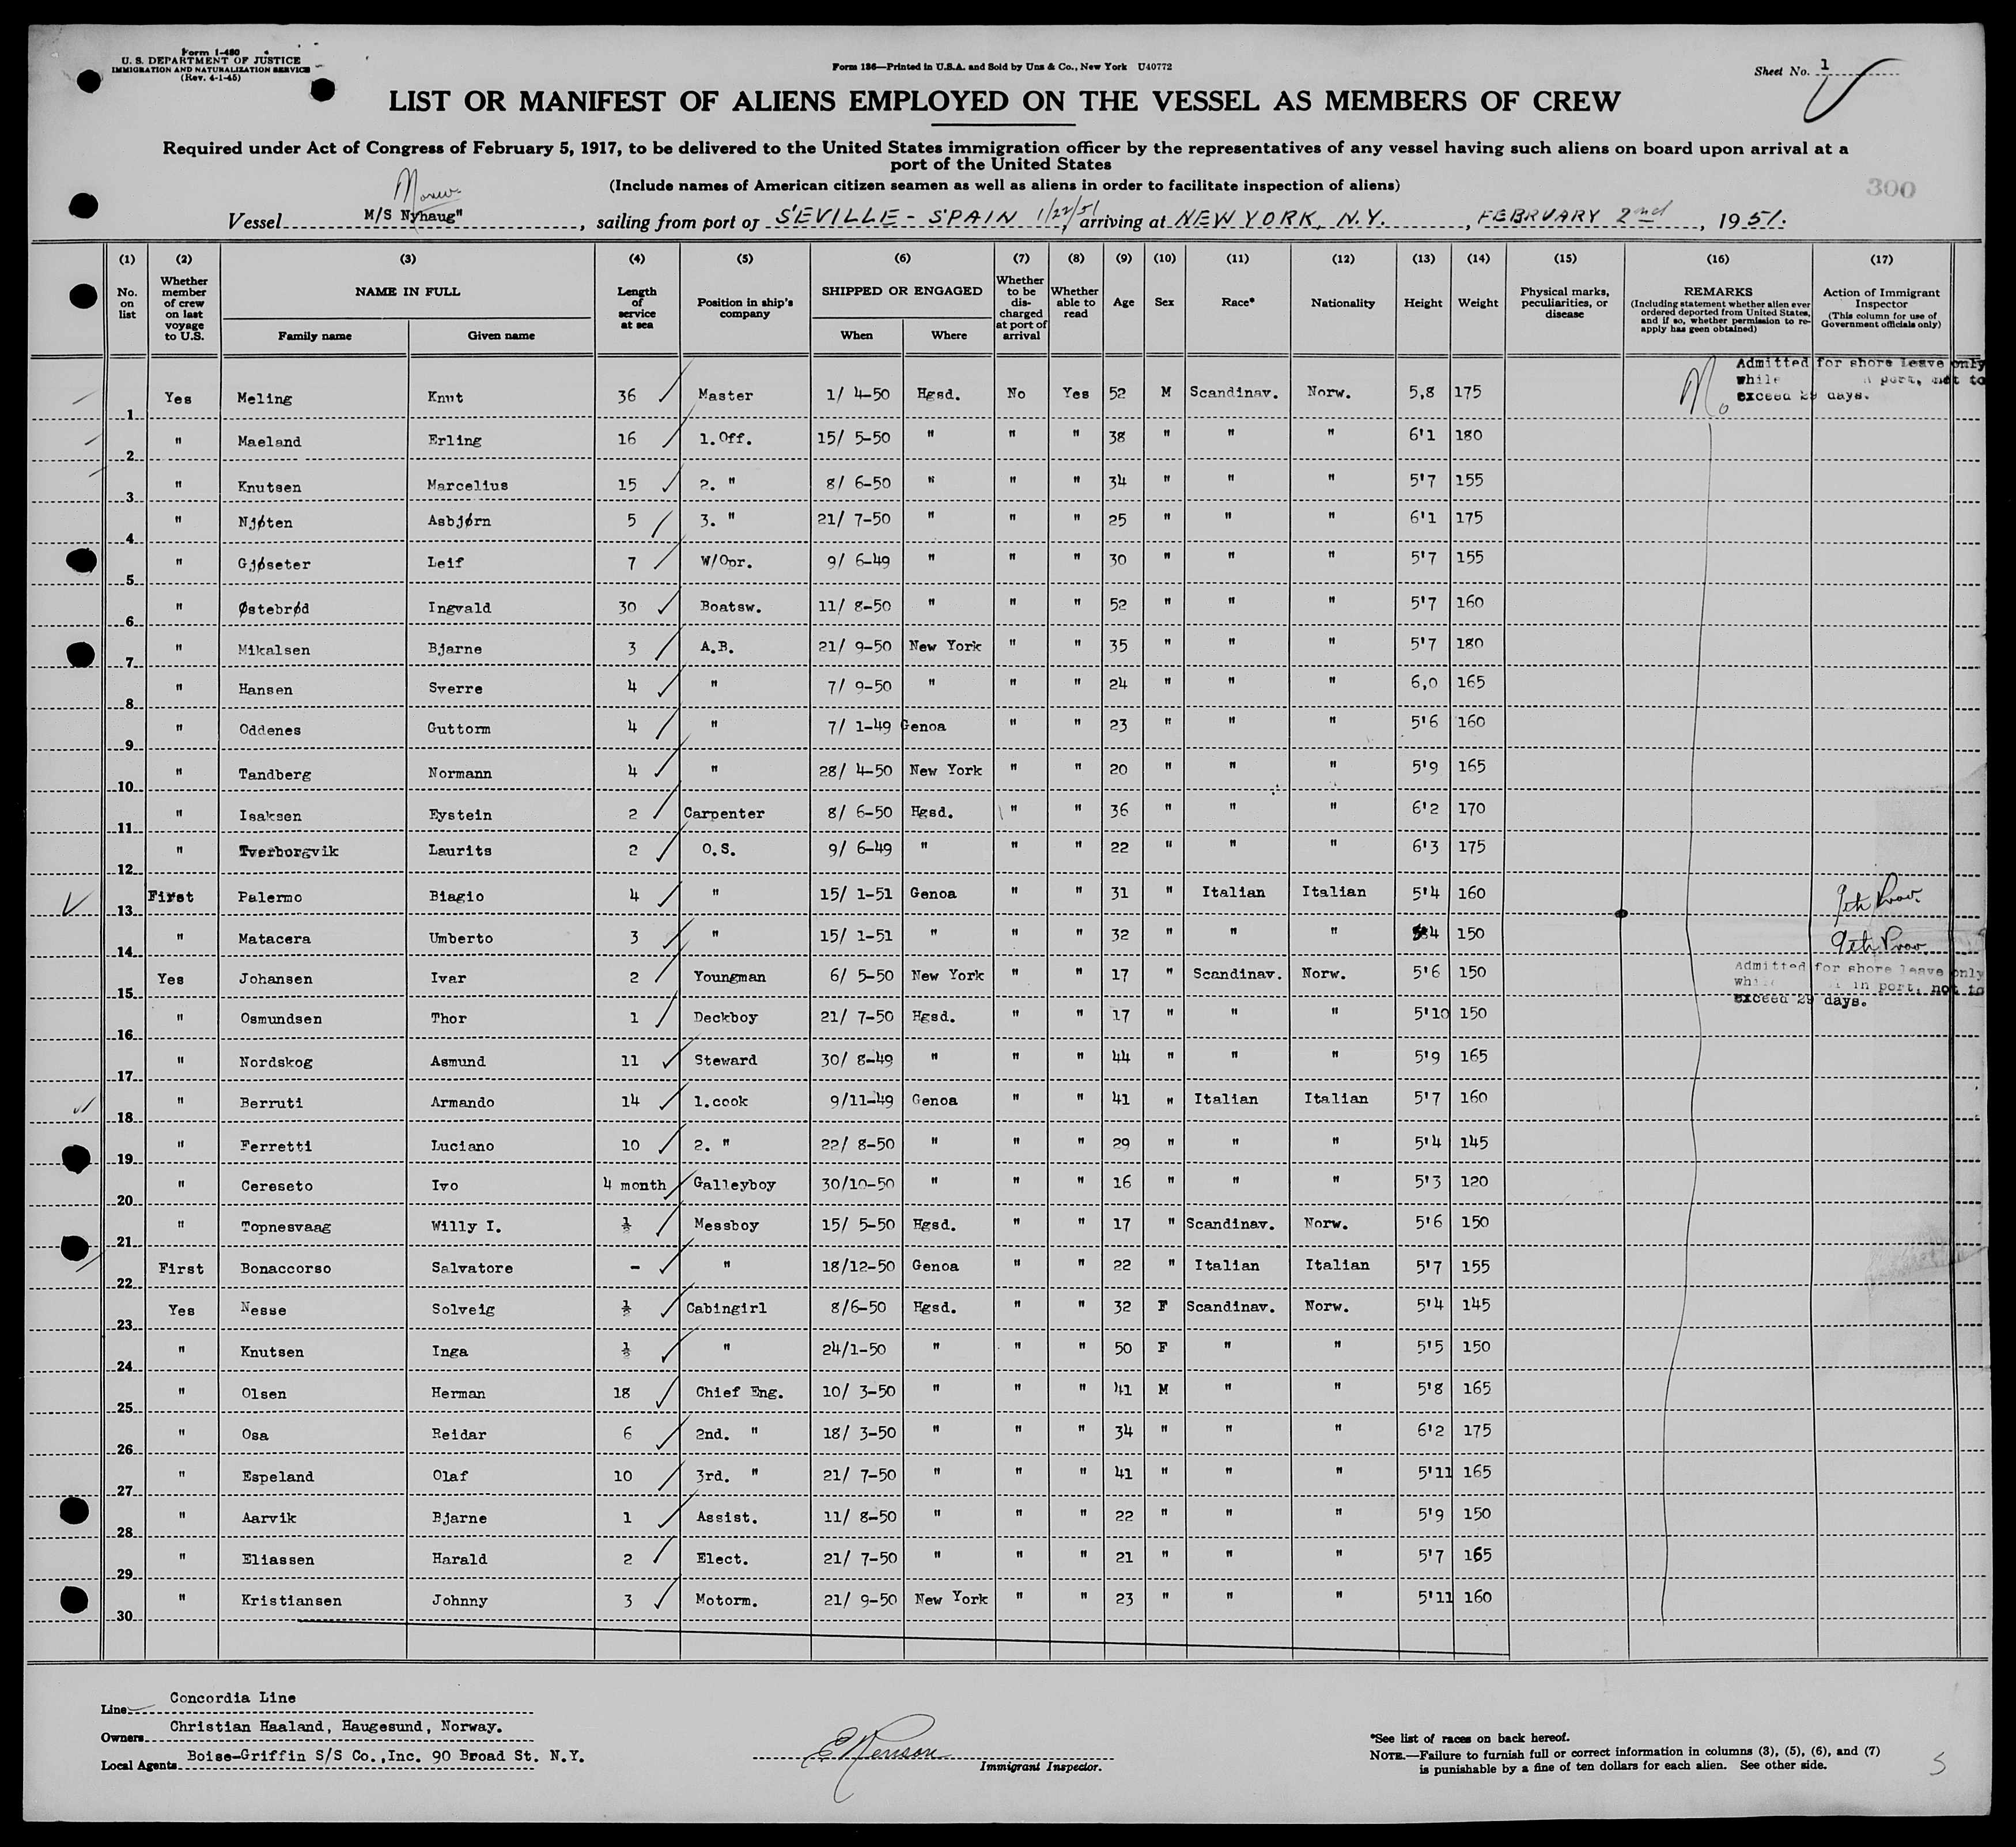 Form I-480
U. S. DEPARTMENT OF JUSTICE
IMMIGRATION AND NATURALIZATION SERVICE
(Rev. 4-1-45)
Form 136—Printed in U.S.A. and Sold by Unz & Co., New York U40772
Sheet No. 1
LIST OR MANIFEST OF ALIENS EMPLOYED ON THE VESSEL AS MEMBERS OF CREW
Required under Act of Congress of February 5, 1917, to be delivered to the United States immigration officer by the representatives of any vessel having such aliens on board upon arrival at a
port of the United States
(Include names of American citizen seamen as well as aliens in order to facilitate inspection of aliens)
300
Vessel M/S Nyhaug", sailing from port of SEVILLE - SPAIN 1/22/51, arriving at NEW YORK, N.Y., FEBRUARY 2nd, 1951.
(1) (2) (3) (4) (5) (6) (7) (8) (9) (10) (11) (12) (13) (14) (15) (16) (17)
No. on list
Whether member of crew on last voyage to U.S.
NAME IN FULL
Family name
Given name
Length of service at sea
Position in ship's company
SHIPPED OR ENGAGED
When
Where
Whether to be discharged at port of arrival
Whether able to read
Age
Sex
Race*
Nationality
Height
Weight
Physical marks, peculiarities, or disease
REMARKS
(Including statement whether alien ever ordered deported from United States, and if so, whether permission to reapply has geen obtained)
Action of Immigrant Inspector
(This column for use of Government officials only)
Admitted for shore leave only
while port, not to
exceed 29 days.
1 Yes Meling Knut 36 Master 1/ 4-50 Hgsd. No Yes 52 M Scandinav. Norw. 5,8 175
2 " Maeland Erling 16 1.Off. 15/ 5-50 " " " 38 " " " 6'1 180
3 " Knutsen Marcelius 15 2. " 8/ 6-50 " " " 34 " " " 5'7 155
4 " Njøten Asbjørn 5 3. " 21/ 7-50 " " " 25 " " " 6'1 175
5 " Gjøseter Leif 7 W/Opr. 9/ 6-49 " " " 30 " " " 5'7 155
6 " Østebrød Ingvald 30 Boatsw. 11/ 8-50 " " " 52 " " " 5'7 160
7 " Mikalsen Bjarne 3 A.B. 21/ 9-50 New York " " 35 " " " 5'7 180
8 " Hansen Sverre 4 " 7/ 9-50 " " " 24 " " " 6,0 165
9 " Oddenes Guttorm 4 " 7/ 1-49 Genoa " " 23 " " " 5'6 160
10 " Tandberg Normann 4 " 28/ 4-50 New York " " 20 " " " 5'9 165
11 " Isaksen Eystein 2 Carpenter 8/ 6-50 Hgsd. " " 36 " " " 6'2 170
12 " Tverborgvik Laurits 2 O.S. 9/ 6-49 " " " 22 " " " 6'3 175
13 First Palermo Biagio 4 " 15/ 1-51 Genoa " " 31 " Italian Italian 5'4 160 9th Prov.
14 " Matacera Umberto 3 " 15/ 1-51 " " " 32 " " " 5'4 150 9th Prov.
15 Yes Johansen Ivar 2 Youngman 6/ 5-50 New York " " 17 " Scandinav. Norw. 5'6 150
Admitted for shore leave only
while in port, not to
exceed 29 days.
16 " Osmundsen Thor 1 Deckboy 21/ 7-50 Hgsd. " " 17 " " " 5'10 150
17 " Nordskog Asmund 11 Steward 30/ 8-49 " " " 44 " " " 5'9 165
18 " Berruti Armando 14 1.cook 9/11-49 Genoa " " 41 " Italian Italian 5'7 160
19 " Ferretti Luciano 10 2. " 22/ 8-50 " " " 29 " " " 5'4 145
20 " Cereseto Ivo 4 month Galleyboy 30/10-50 " " " 16 " " " 5'3 120
21 " Topnesvaag Willy I. ½ Messboy 15/ 5-50 Hgsd. " " 17 " Scandinav. Norw. 5'6 150
22 First Bonaccorso Salvatore - " 18/12-50 Genoa " " 22 " Italian Italian 5'7 155
23 Yes Nesse Solveig ½ Cabingirl 8/6-50 Hgsd. " " 32 F Scandinav. Norw. 5'4 145
24 " Knutsen Inga ½ " 24/1-50 " " " 50 F " " 5'5 150
25 " Olsen Herman 18 Chief Eng. 10/ 3-50 " " " 41 M " " 5'8 165
26 " Osa Reidar 6 2nd. " 18/ 3-50 " " " 34 " " " 6'2 175
27 " Espeland Olaf 10 3rd. " 21/ 7-50 " " " 41 " " " 5'11 165
28 " Aarvik Bjarne 1 Assist. 11/ 8-50 " " " 22 " " " 5'9 150
29 " Eliassen Harald 2 Elect. 21/ 7-50 " " " 21 " " " 5'7 165
30 " Kristiansen Johnny 3 Motorm. 21/ 9-50 New York " " 23 " " " 5'11 160
Line Concordia Line
Owners Christian Haaland, Haugesund, Norway.
Local Agents Boise-Griffin S/S Co.,Inc. 90 Broad St. N.Y.
Immigrant Inspector.
*See list of races on back hereof.
NOTE.—Failure to furnish full or correct information in columns (3), (5), (6), and (7)
is punishable by a fine of ten dollars for each alien. See other side.